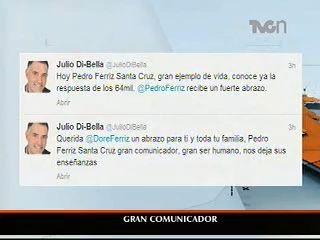 TVCn
Julio Di-Bella @JulioDiBella 3h
Hoy Pedro Ferriz Santa Cruz, gran ejemplo de vida, conoce ya la
respuesta de los 64mil. @PedroFerriz recibe un fuerte abrazo.
Abrir
Julio Di-Bella @JulioDiBella 3h
Querida @DoreFerriz un abrazo para ti y toda tu familia, Pedro
Ferriz Santa Cruz gran comunicador, gran ser humano, nos deja sus
enseñanzas
Abrir
GRAN COMUNICADOR